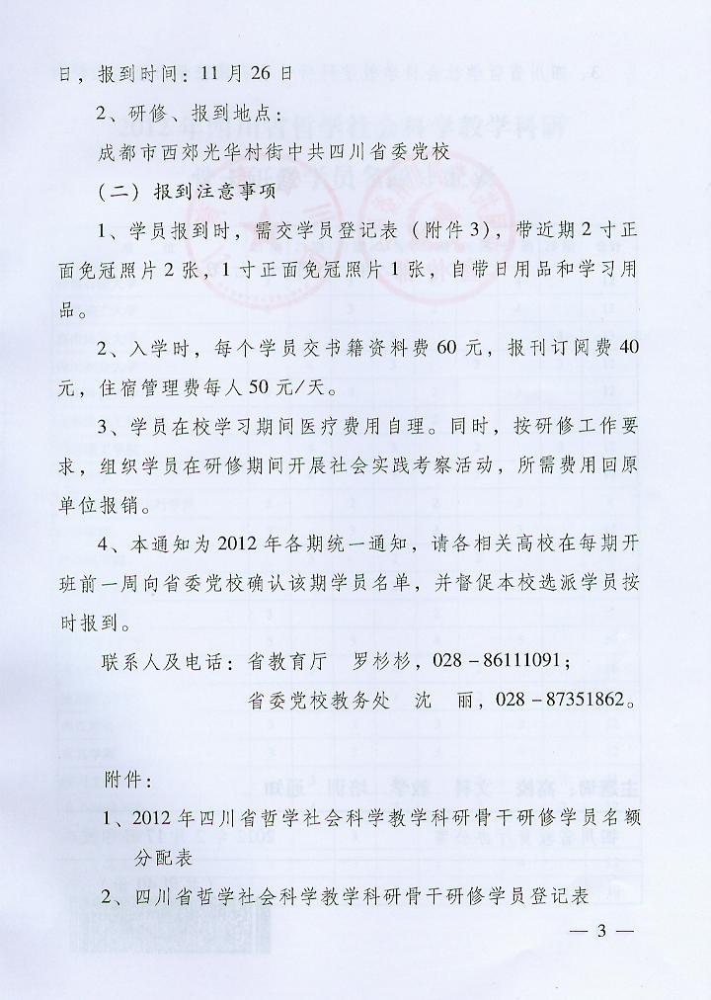 日，报到时间：11月26日
2、研修、报到地点：
成都市西郊光华村街中共四川省委党校
（二）报到注意事项
1、学员报到时，需交学员登记表（附件3），带近期2寸正
面免冠照片2张，1寸正面免冠照片1张，自带日用品和学习用
品。
2、入学时，每个学员交书籍资料费60元，报刊订阅费40
元，住宿管理费每人50元/天。
3、学员在校学习期间医疗费用自理。同时，按研修工作要
求，组织学员在研修期间开展社会实践考察活动，所需费用回原
单位报销。
4、本通知为2012年各期统一通知，请各相关高校在每期开
班前一周向省委党校确认该期学员名单，并督促本校选派学员按
时报到。
联系人及电话：省教育厅　罗杉杉，028－86111091；
省委党校教务处　沈　丽，028－87351862。
附件：
1、2012年四川省哲学社会科学教学科研骨干研修学员名额
分配表
2、四川省哲学社会科学教学科研骨干研修学员登记表
— 3 —